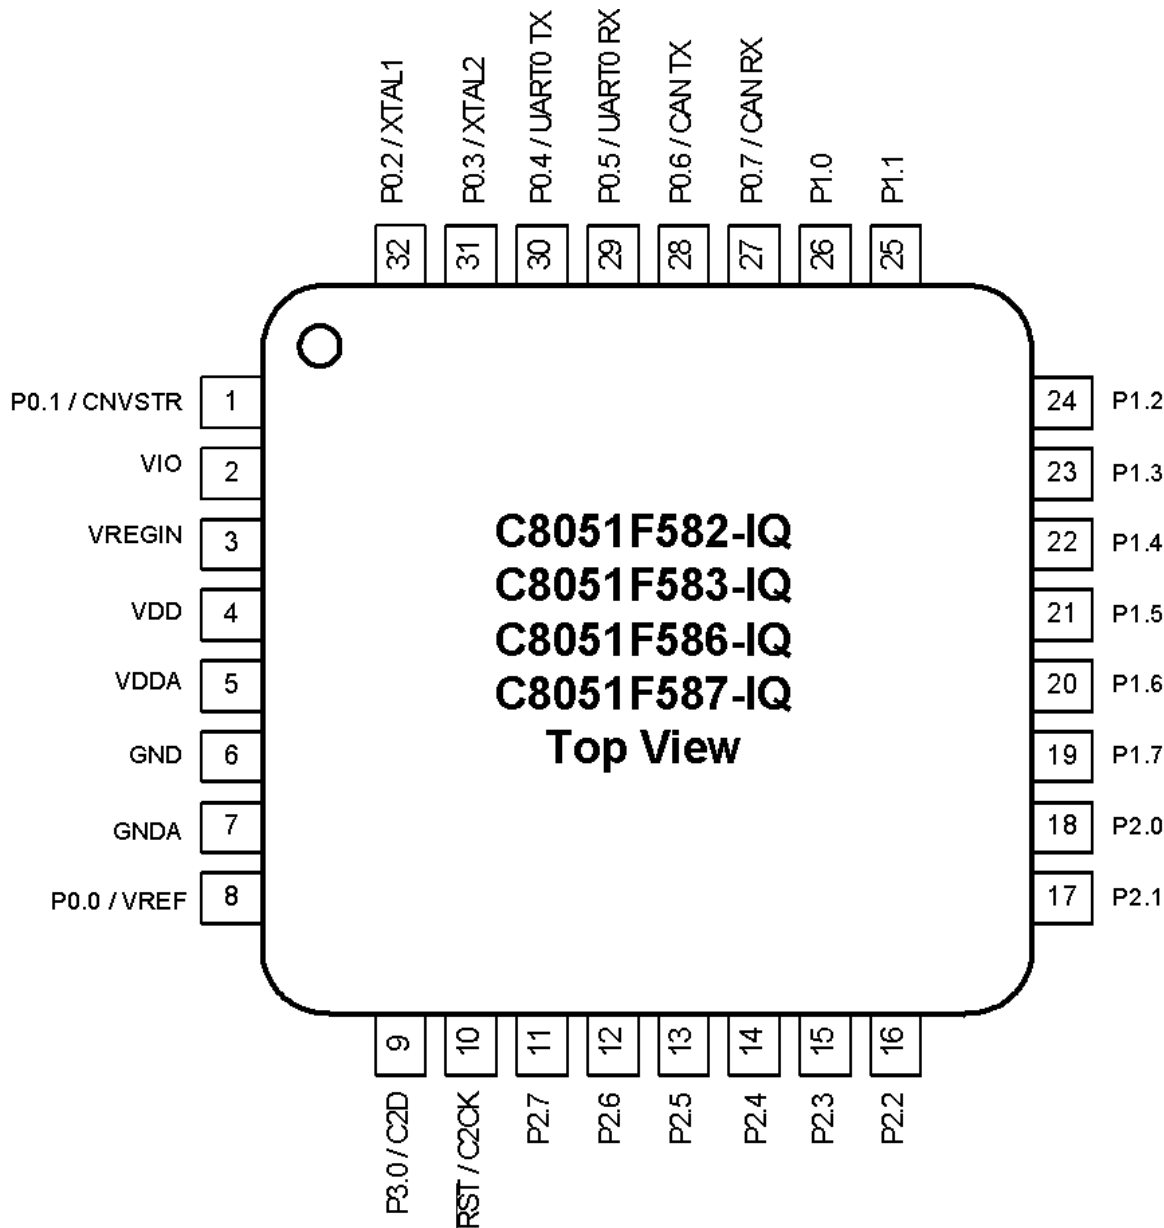 P0.2 / XTAL1
P0.3 / XTAL2
P0.4 / UART0 TX
P0.5 / UART0 RX
P0.6 / CAN TX
P0.7 / CAN RX
P1.0
P1.1
32
31
30
29
28
27
26
25
P0.1 / CNVSTR
1
VIO
2
VREGIN
3
VDD
4
VDDA
5
GND
6
GNDA
7
P0.0 / VREF
8
C8051F582-IQ
C8051F583-IQ
C8051F586-IQ
C8051F587-IQ
Top View
24
P1.2
23
P1.3
22
P1.4
21
P1.5
20
P1.6
19
P1.7
18
P2.0
17
P2.1
9
10
11
12
13
14
15
16
P3.0 / C2D
RST / C2CK
P2.7
P2.6
P2.5
P2.4
P2.3
P2.2